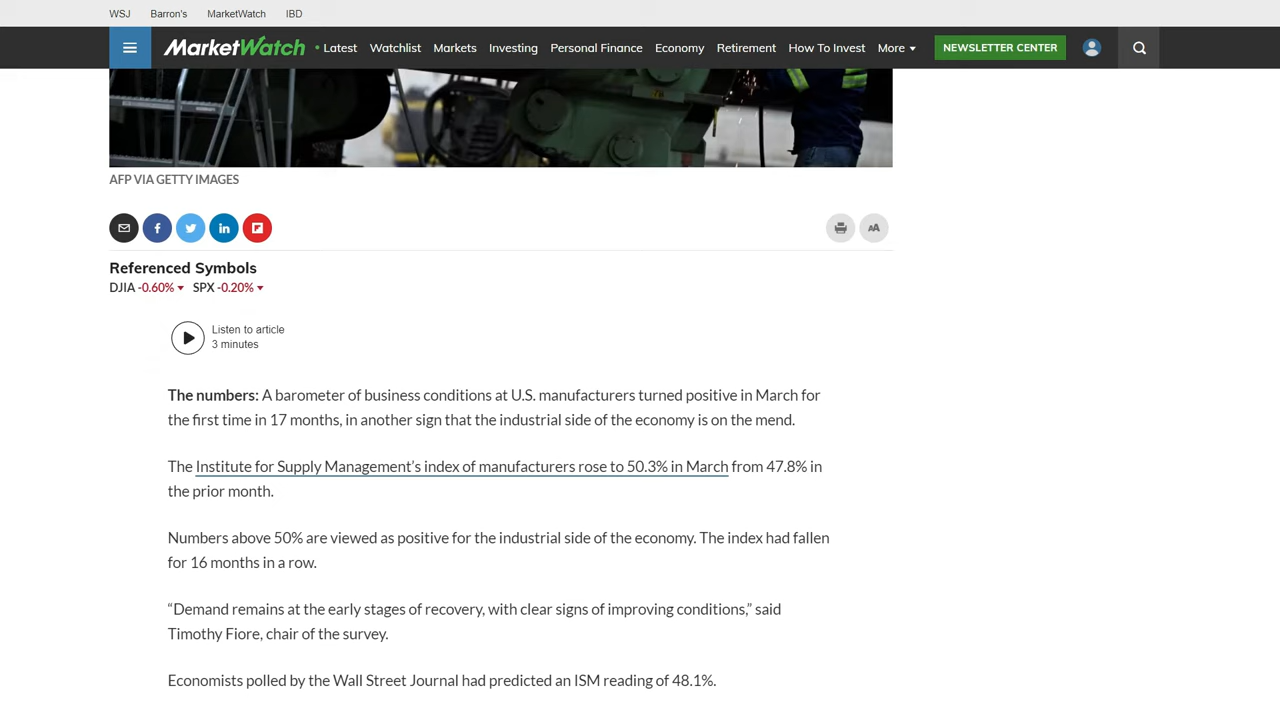 WSJ Barron's MarketWatch IBD
MarketWatch Latest Watchlist Markets Investing Personal Finance Economy Retirement How To Invest More NEWSLETTER CENTER
AFP VIA GETTY IMAGES
Referenced Symbols
DJIA -0.60% SPX -0.20%
Listen to article
3 minutes
The numbers: A barometer of business conditions at U.S. manufacturers turned positive in March for
the first time in 17 months, in another sign that the industrial side of the economy is on the mend.
The Institute for Supply Management’s index of manufacturers rose to 50.3% in March from 47.8% in
the prior month.
Numbers above 50% are viewed as positive for the industrial side of the economy. The index had fallen
for 16 months in a row.
“Demand remains at the early stages of recovery, with clear signs of improving conditions,” said
Timothy Fiore, chair of the survey.
Economists polled by the Wall Street Journal had predicted an ISM reading of 48.1%.